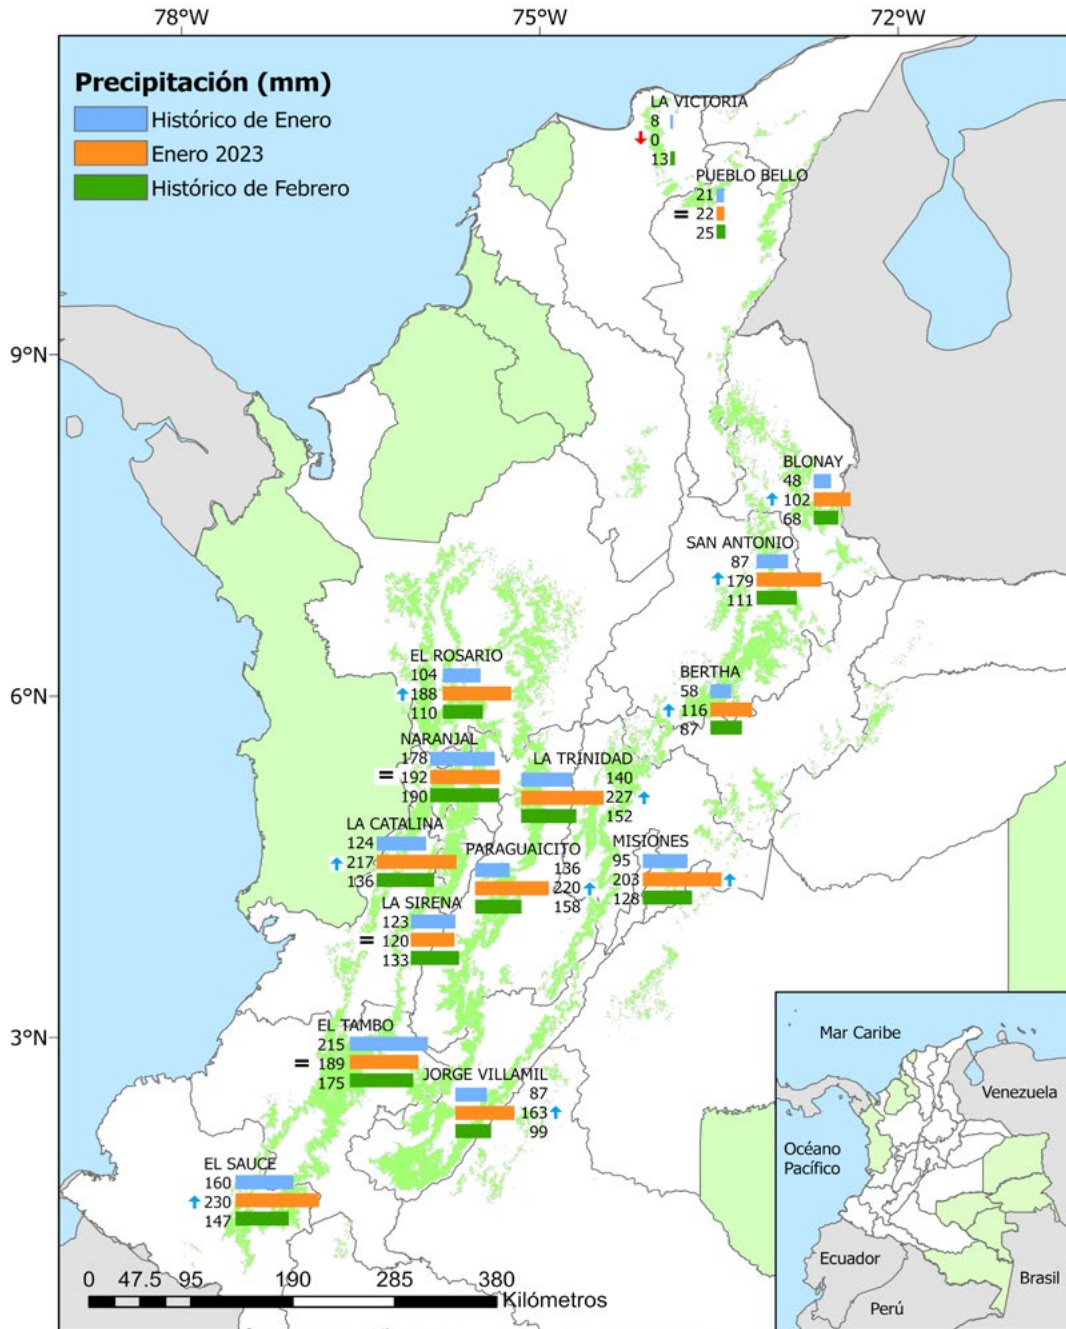 78°W
75°W
72°W
Precipitación (mm)
Histórico de Enero
Enero 2023
Histórico de Febrero
LA VICTORIA
8
0
13
PUEBLO BELLO
21
= 22
25
9°N
BLONAY
48
102
68
SAN ANTONIO
87
179
111
EL ROSARIO
104
188
110
6°N
BERTHA
58
116
87
NARANJAL
178
= 192
190
LA TRINIDAD
140
227
152
LA CATALINA
124
217
136
PARAGUAICITO
136
220
158
MISIONES
95
203
128
LA SIRENA
123
= 120
133
3°N
EL TAMBO
215
= 189
175
JORGE VILLAMIL
87
163
99
EL SAUCE
160
230
147
0 47.5 95 190 285 380
Kilómetros
Mar Caribe
Venezuela
Océano
Pacífico
Ecuador
Perú
Brasil